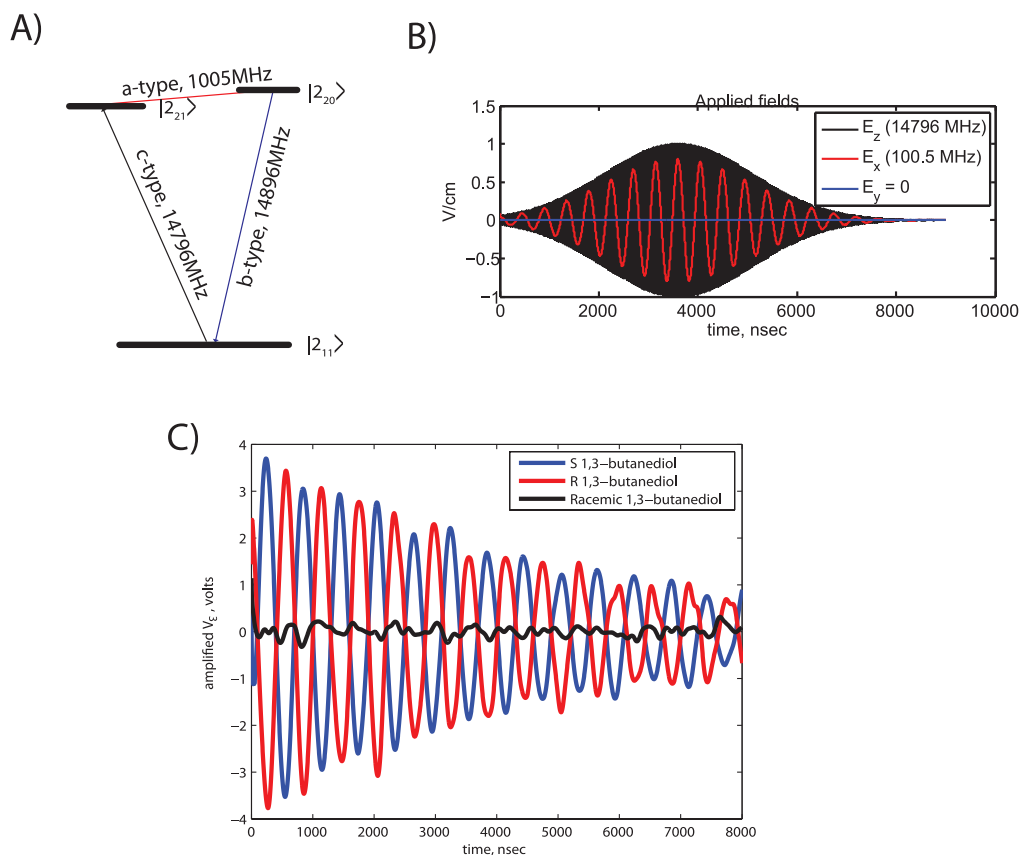 A)
a-type, 1005MHz
|2₂₁⟩
|2₂₀⟩
c-type, 14796MHz
b-type, 14896MHz
|2₁₁⟩
B)
Applied fields
E_z (14796 MHz)
E_x (100.5 MHz)
E_y = 0
V/cm
1.5
1
0.5
0
−0.5
−1
0 2000 4000 6000 8000 10000
time, nsec
C)
S 1,3−butanediol
R 1,3−butanediol
Racemic 1,3−butanediol
amplified V_ε, volts
4
3
2
1
0
−1
−2
−3
−4
0 1000 2000 3000 4000 5000 6000 7000 8000
time, nsec